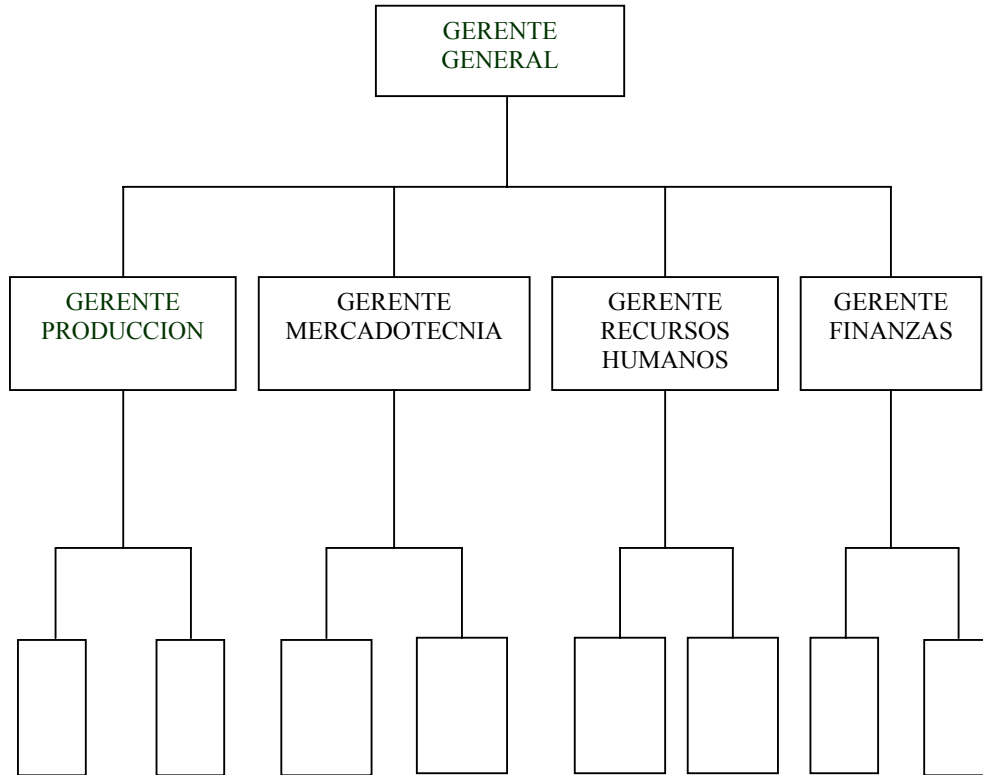 GERENTE
GENERAL
GERENTE
PRODUCCION
GERENTE
MERCADOTECNIA
GERENTE
RECURSOS
HUMANOS
GERENTE
FINANZAS